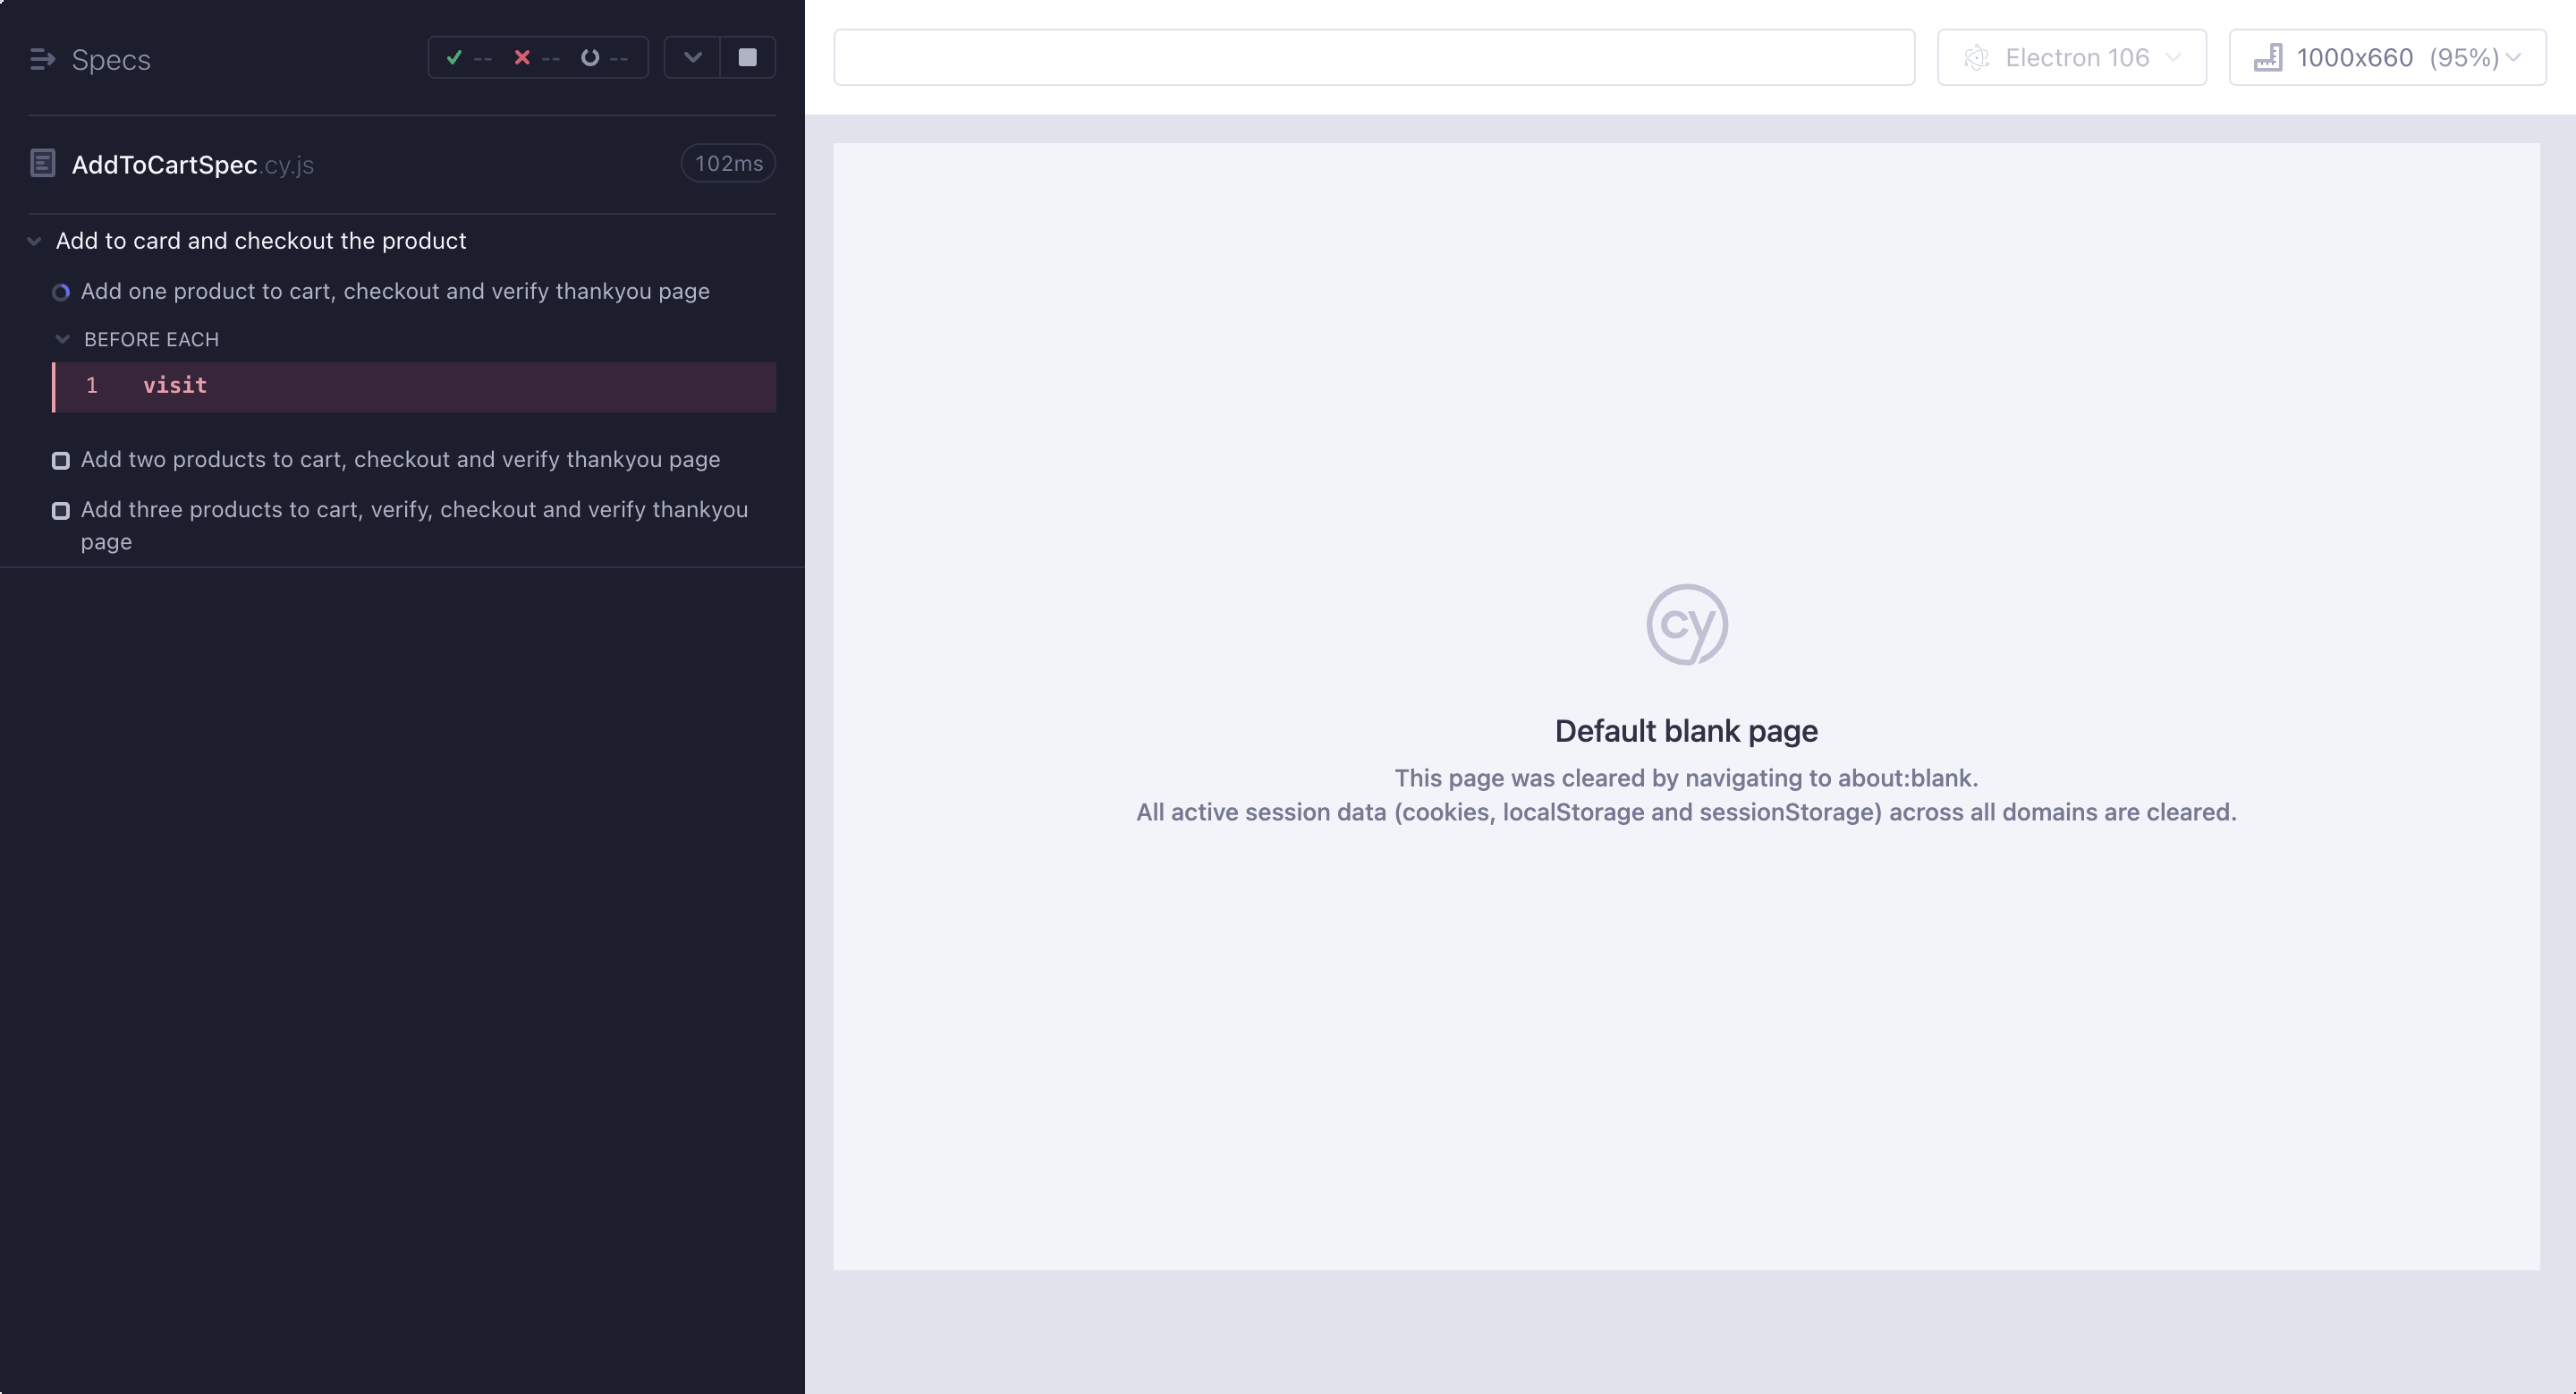 Specs
-- -- --
AddToCartSpec.cy.js 102ms
Add to card and checkout the product
Add one product to cart, checkout and verify thankyou page
BEFORE EACH
1 visit
Add two products to cart, checkout and verify thankyou page
Add three products to cart, verify, checkout and verify thankyou
page
Electron 106
1000x660 (95%)
cy
Default blank page
This page was cleared by navigating to about:blank.
All active session data (cookies, localStorage and sessionStorage) across all domains are cleared.